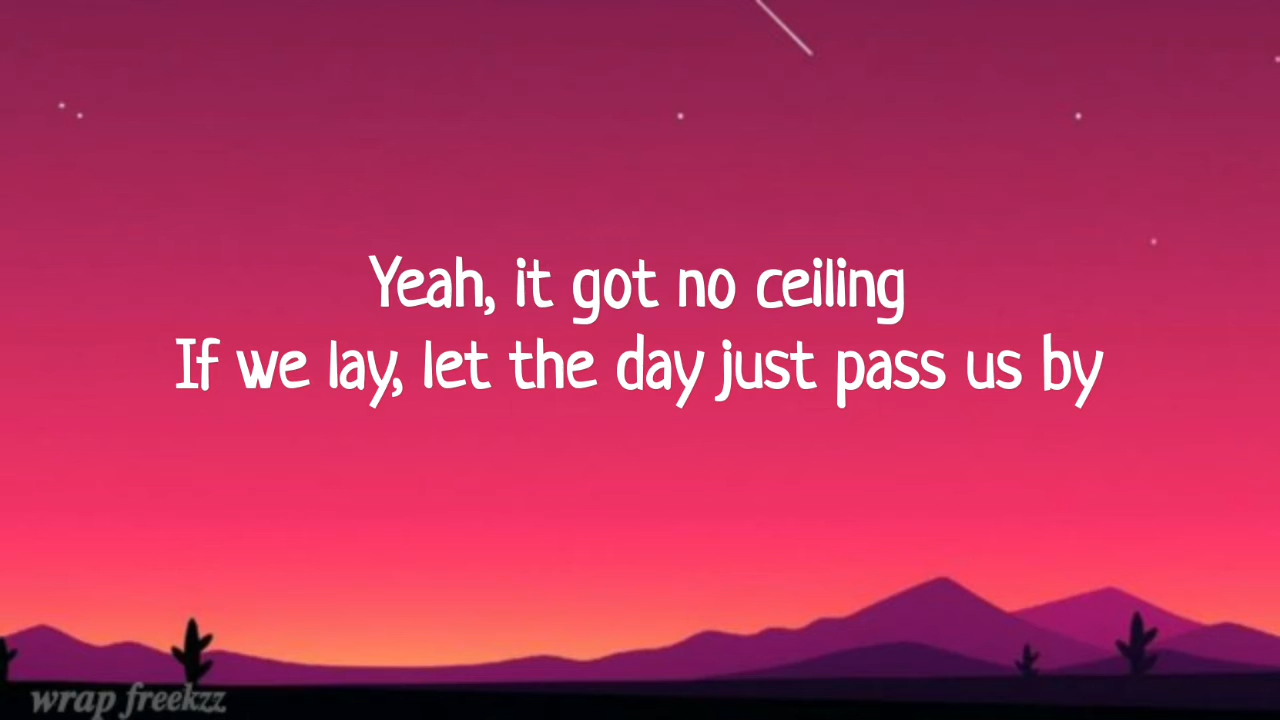 Yeah, it got no ceiling
If we lay, let the day just pass us by
wrap freekzz